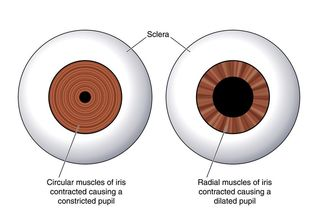 Sclera
Circular muscles of iris
contracted causing a
constricted pupil
Radial muscles of iris
contracted causing a
dilated pupil